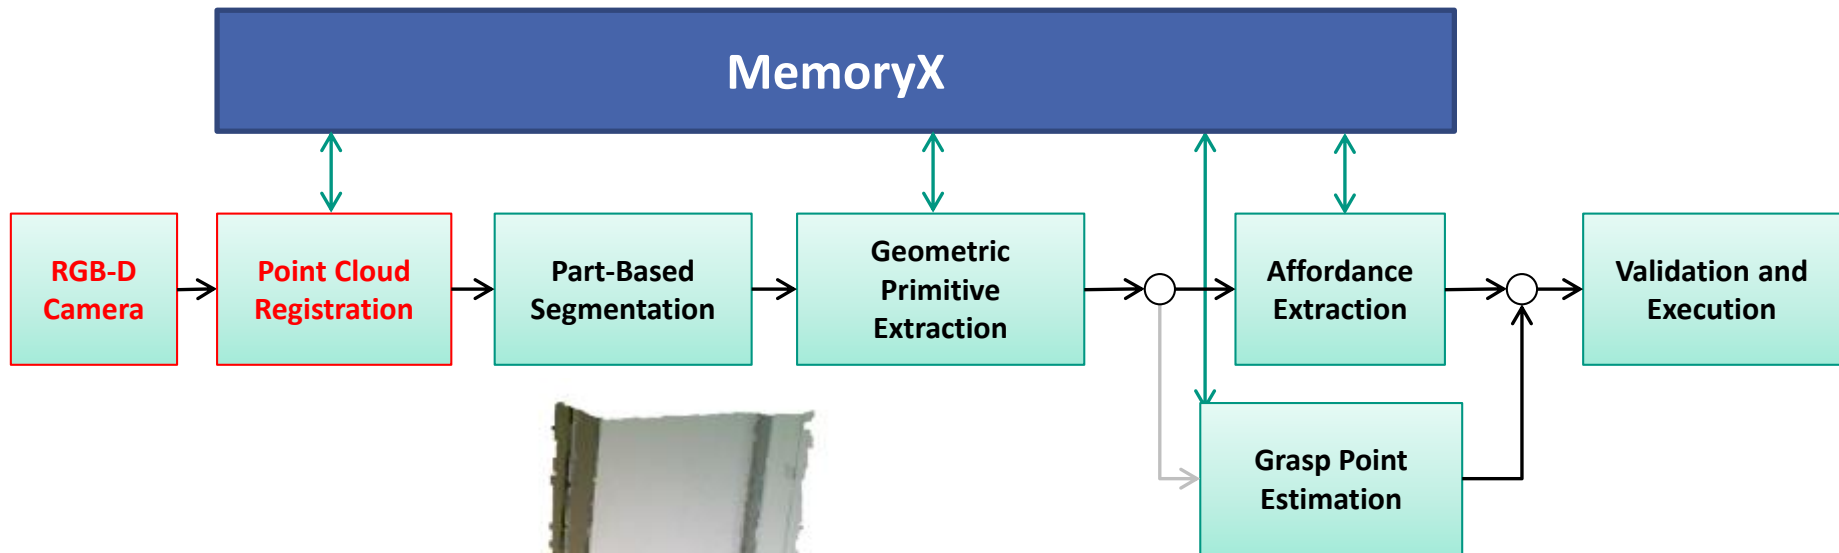 MemoryX
RGB-D
Camera
Point Cloud
Registration
Part-Based
Segmentation
Geometric
Primitive
Extraction
Affordance
Extraction
Validation and
Execution
Grasp Point
Estimation